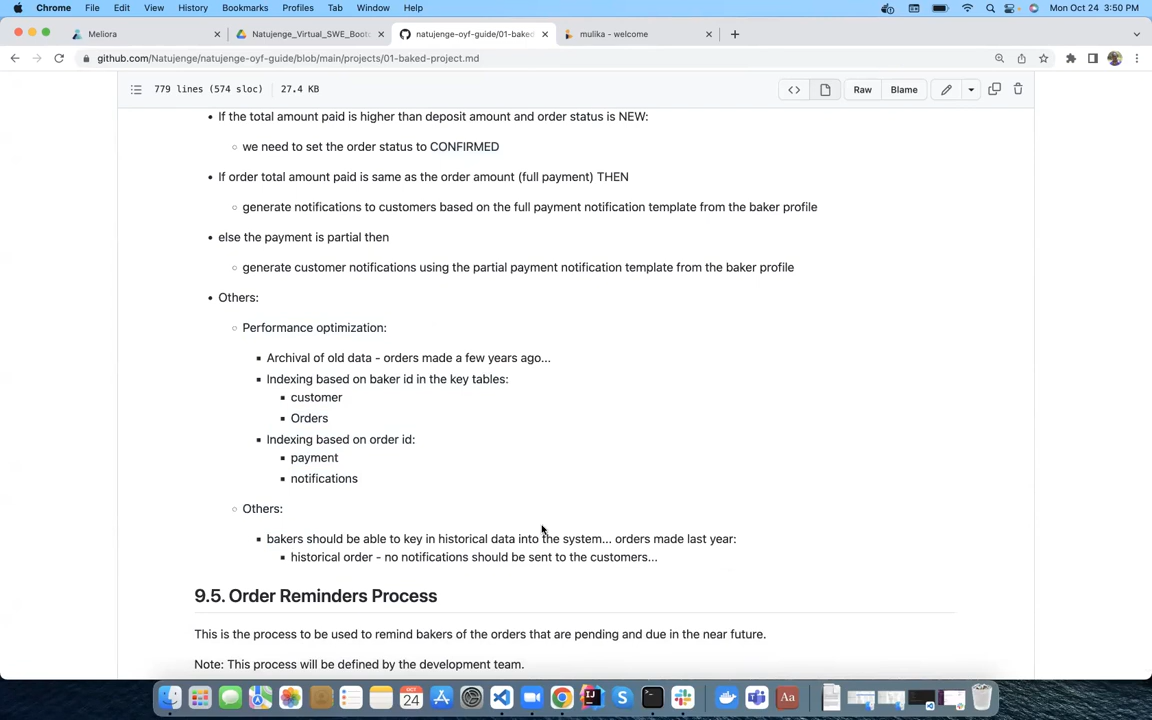 Chrome File Edit View History Bookmarks Profiles Tab Window Help Mon Oct 24 3:50 PM
Meliora Natujenge_Virtual_SWE_Bootc natujenge-oyf-guide/01-baked- mulika - welcome
github.com/Natujenge/natujenge-oyf-guide/blob/main/projects/01-baked-project.md
779 lines (574 sloc) 27.4 KB Raw Blame
• If the total amount paid is higher than deposit amount and order status is NEW:
◦ we need to set the order status to CONFIRMED
• If order total amount paid is same as the order amount (full payment) THEN
◦ generate notifications to customers based on the full payment notification template from the baker profile
• else the payment is partial then
◦ generate customer notifications using the partial payment notification template from the baker profile
• Others:
◦ Performance optimization:
▪ Archival of old data - orders made a few years ago...
▪ Indexing based on baker id in the key tables:
▪ customer
▪ Orders
▪ Indexing based on order id:
▪ payment
▪ notifications
◦ Others:
▪ bakers should be able to key in historical data into the system... orders made last year:
▪ historical order - no notifications should be sent to the customers...
9.5. Order Reminders Process
This is the process to be used to remind bakers of the orders that are pending and due in the near future.
Note: This process will be defined by the development team.
OCT
24
Aa